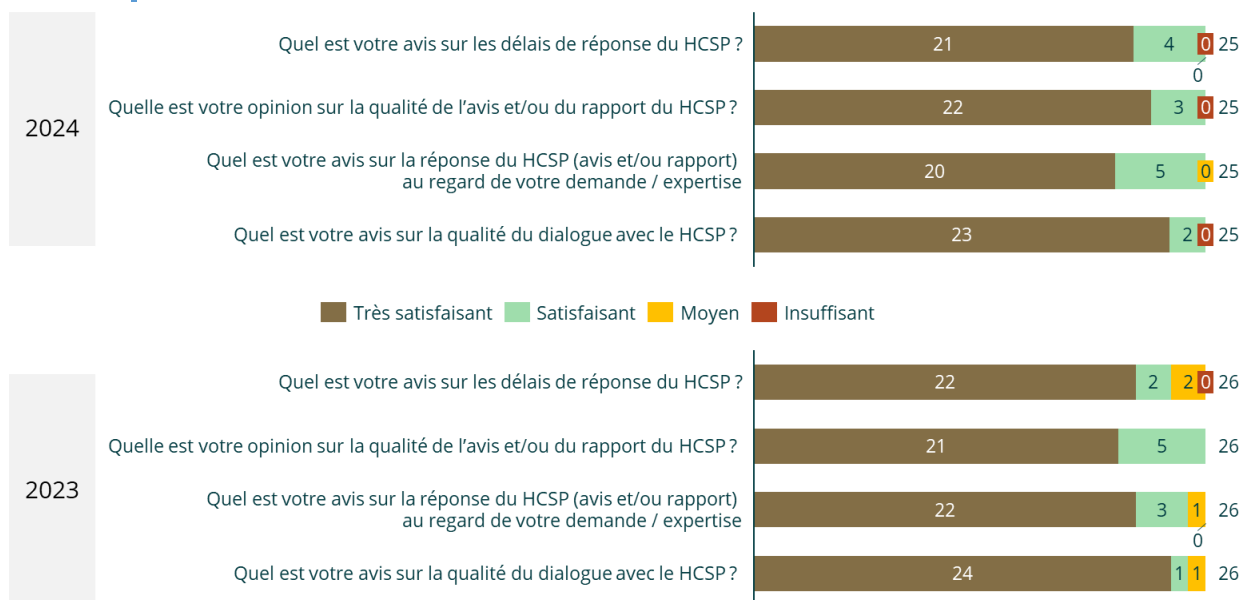 Quel est votre avis sur les délais de réponse du HCSP ? 21 4 0 25
0
Quelle est votre opinion sur la qualité de l’avis et/ou du rapport du HCSP ? 22 3 0 25
2024
Quel est votre avis sur la réponse du HCSP (avis et/ou rapport)
au regard de votre demande / expertise 20 5 0 25
Quel est votre avis sur la qualité du dialogue avec le HCSP ? 23 2 0 25
Très satisfaisant Satisfaisant Moyen Insuffisant
Quel est votre avis sur les délais de réponse du HCSP ? 22 2 2 0 26
Quelle est votre opinion sur la qualité de l’avis et/ou du rapport du HCSP ? 21 5 26
2023
Quel est votre avis sur la réponse du HCSP (avis et/ou rapport)
au regard de votre demande / expertise 22 3 1 26
0
Quel est votre avis sur la qualité du dialogue avec le HCSP ? 24 1 1 26